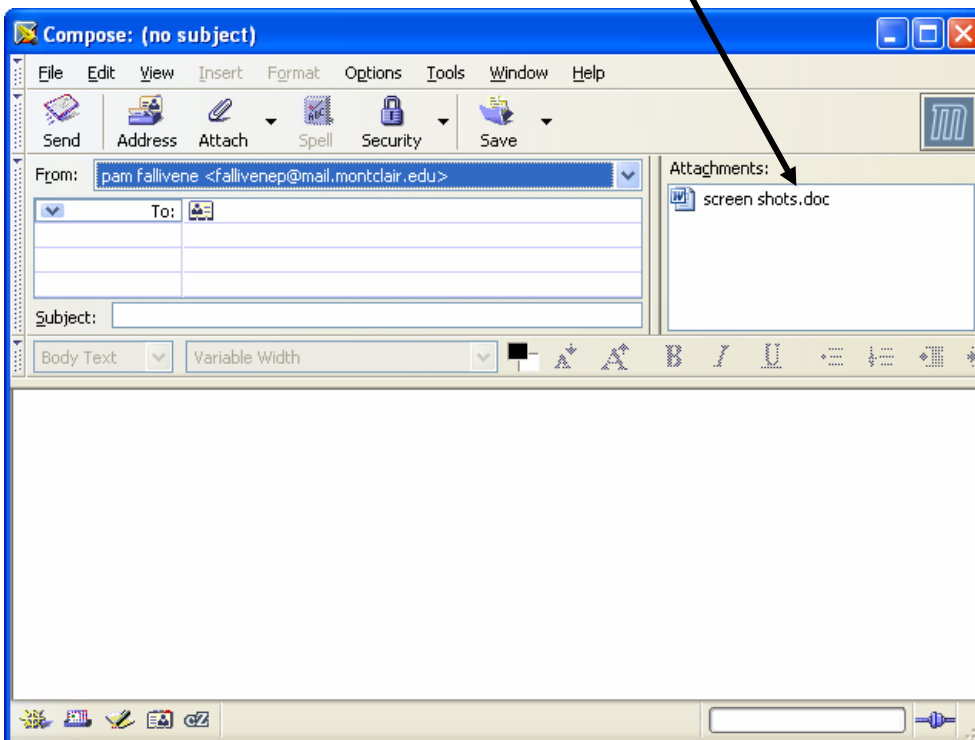 Compose: (no subject)
File Edit View Insert Format Options Tools Window Help
Send Address Attach Spell Security Save
From: pam fallivene <fallivenep@mail.montclair.edu>
Attachments:
screen shots.doc
To:
Subject:
Body Text Variable Width